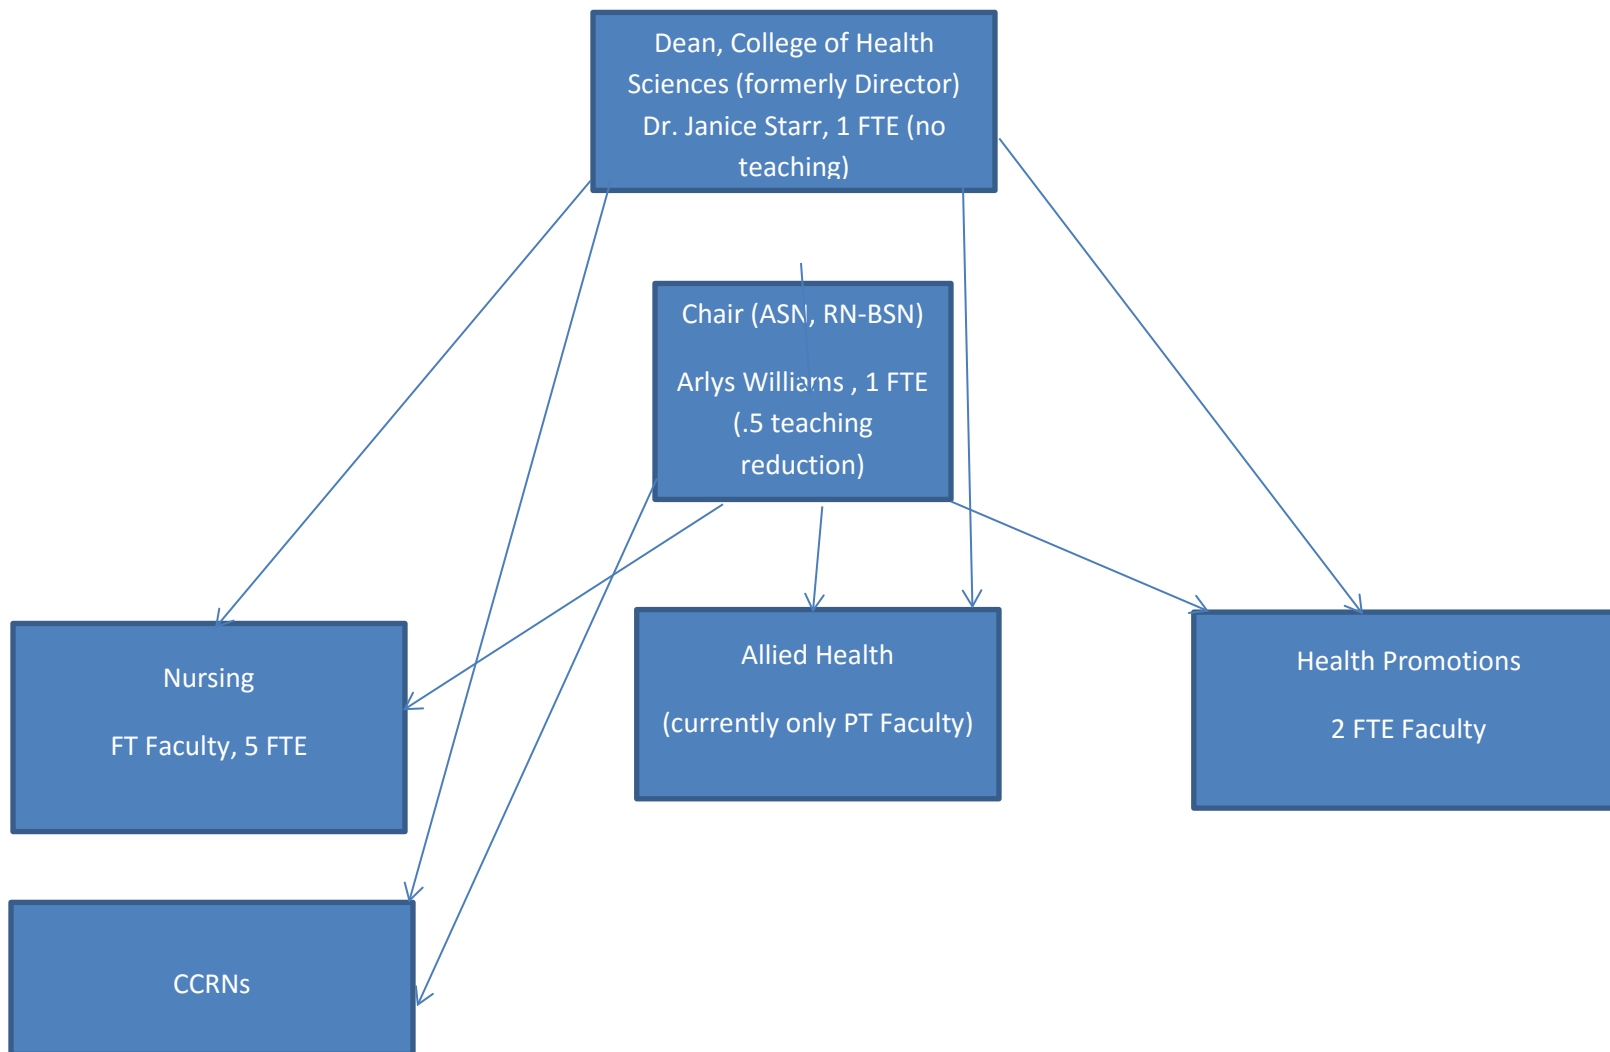 Dean, College of Health
Sciences (formerly Director)
Dr. Janice Starr, 1 FTE (no
teaching)
Chair (ASN, RN-BSN)
Arlys Williams , 1 FTE
(.5 teaching
reduction)
Nursing
FT Faculty, 5 FTE
Allied Health
(currently only PT Faculty)
Health Promotions
2 FTE Faculty
CCRNs